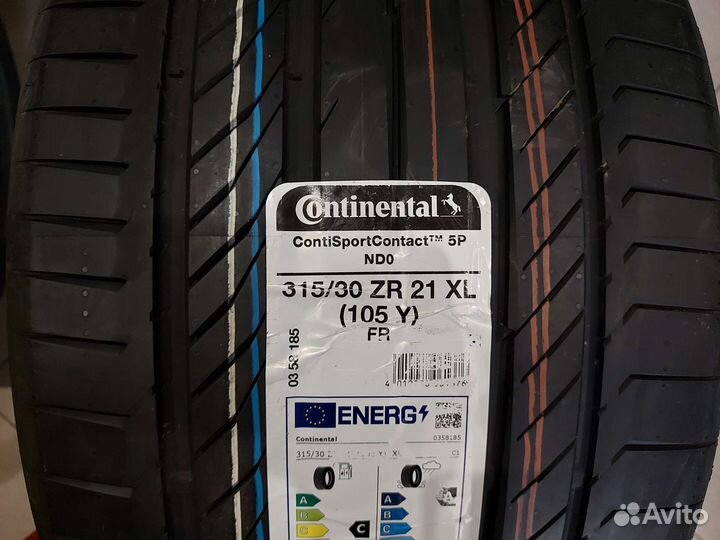 Continental
ContiSportContact™ 5P
ND0
315/30 ZR 21 XL
(105 Y)
FR
0358185
ENERG
Continental
0358185
315/30 XL
C1
A
B
C
C
A
B
Avito